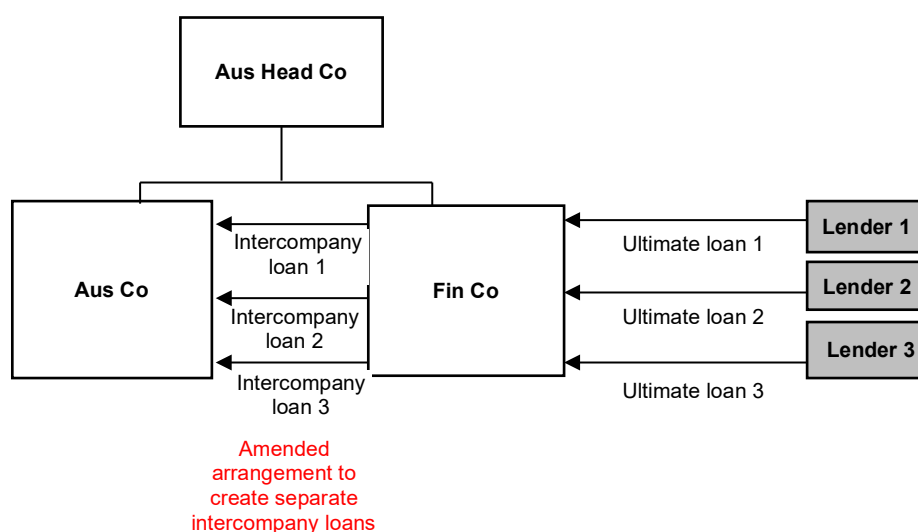 Aus Head Co
Aus Co
Intercompany
loan 1
Intercompany
loan 2
Intercompany
loan 3
Fin Co
Ultimate loan 1
Ultimate loan 2
Ultimate loan 3
Lender 1
Lender 2
Lender 3
Amended
arrangement to
create separate
intercompany loans